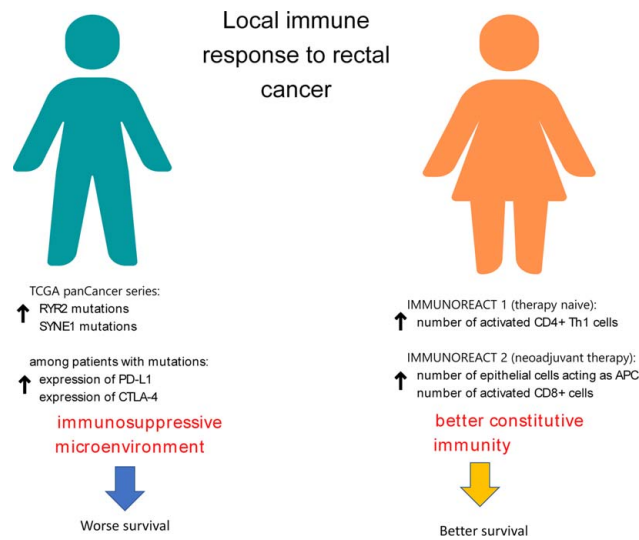 Local immune
response to rectal
cancer
TCGA panCancer series:
RYR2 mutations
SYNE1 mutations
among patients with mutations:
expression of PD-L1
expression of CTLA-4
immunosuppressive
microenvironment
Worse survival
IMMUNOREACT 1 (therapy naive):
number of activated CD4+ Th1 cells
IMMUNOREACT 2 (neoadjuvant therapy):
number of epithelial cells acting as APC
number of activated CD8+ cells
better constitutive
immunity
Better survival